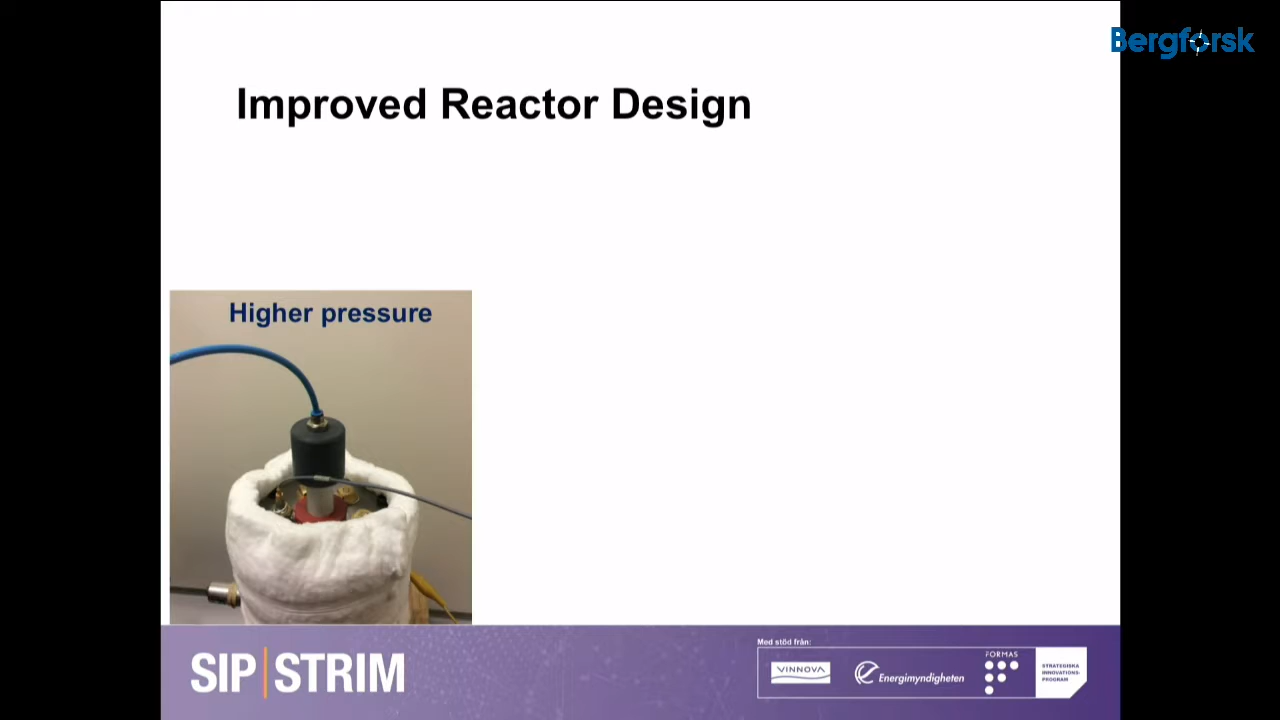 Bergforsk
Improved Reactor Design
Higher pressure
SIP STRIM
Med stöd från:
VINNOVA
Energimyndigheten
FORMAS
STRATEGISKA
INNOVATIONS-
PROGRAM